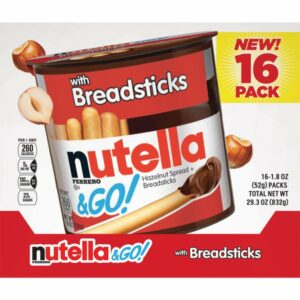 with
Breadsticks
NEW!
16
PACK
PER 1 UNIT
260
CALORIES
nutella
FERRERO
&GO!
Hazelnut Spread +
Breadsticks
16-1.8 OZ
(52g) PACKS
TOTAL NET WT
29.3 OZ (832g)
nutella &GO!
FERRERO
with Breadsticks